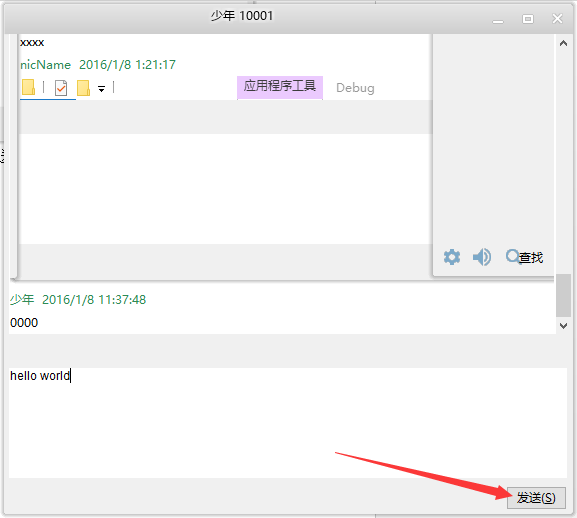 少年 10001
xxxx
nicName 2016/1/8 1:21:17
应用程序工具 Debug
查找
少年 2016/1/8 11:37:48
0000
hello world
发送(S)